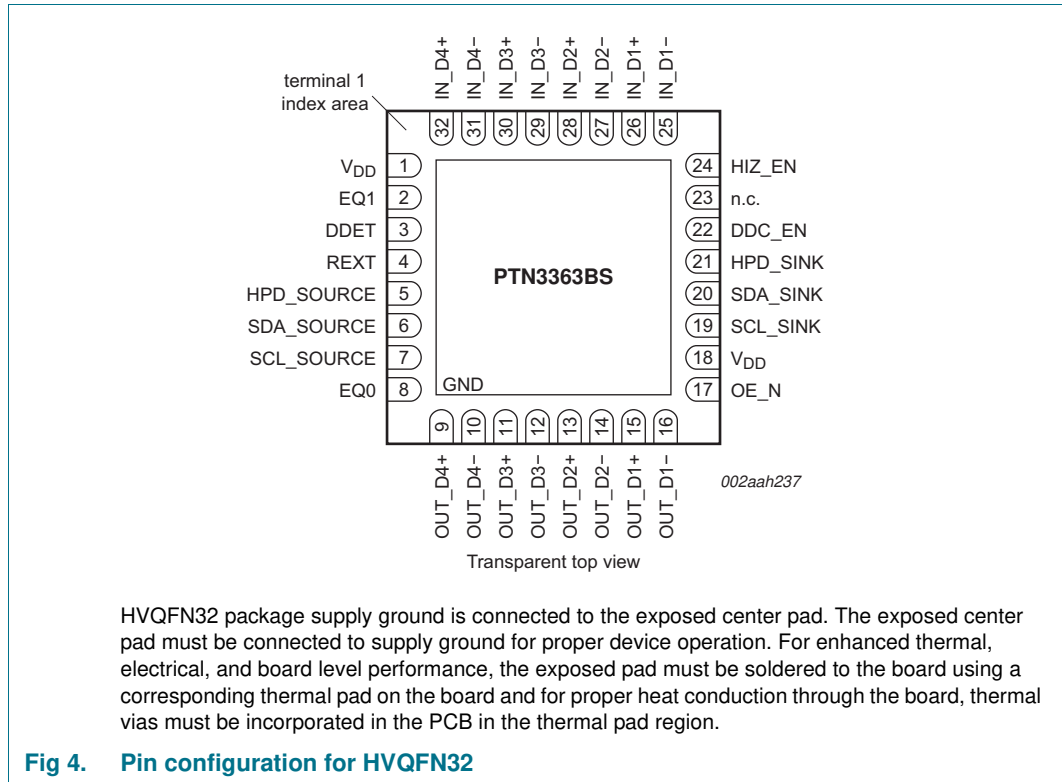 IN_D4+
IN_D4−
IN_D3+
IN_D3−
IN_D2+
IN_D2−
IN_D1+
IN_D1−
terminal 1
index area
32
31
30
29
28
27
26
25
VDD 1
EQ1 2
DDET 3
REXT 4
HPD_SOURCE 5
SDA_SOURCE 6
SCL_SOURCE 7
EQ0 8
PTN3363BS
GND
24 HIZ_EN
23 n.c.
22 DDC_EN
21 HPD_SINK
20 SDA_SINK
19 SCL_SINK
18 VDD
17 OE_N
9
10
11
12
13
14
15
16
OUT_D4+
OUT_D4−
OUT_D3+
OUT_D3−
OUT_D2+
OUT_D2−
OUT_D1+
OUT_D1−
002aah237
Transparent top view
HVQFN32 package supply ground is connected to the exposed center pad. The exposed center
pad must be connected to supply ground for proper device operation. For enhanced thermal,
electrical, and board level performance, the exposed pad must be soldered to the board using a
corresponding thermal pad on the board and for proper heat conduction through the board, thermal
vias must be incorporated in the PCB in the thermal pad region.
Fig 4. Pin configuration for HVQFN32